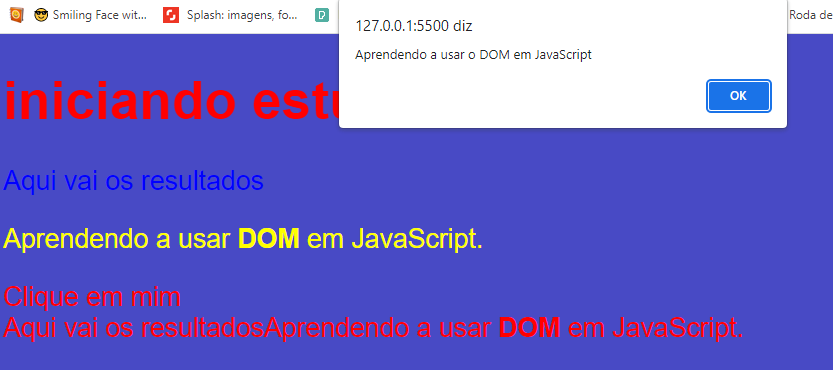 Smiling Face wit...
Splash: imagens, fo...
Roda de
127.0.0.1:5500 diz
Aprendendo a usar o DOM em JavaScript
OK
iniciando estu
Aqui vai os resultados
Aprendendo a usar DOM em JavaScript.
Clique em mim
Aqui vai os resultadosAprendendo a usar DOM em JavaScript.